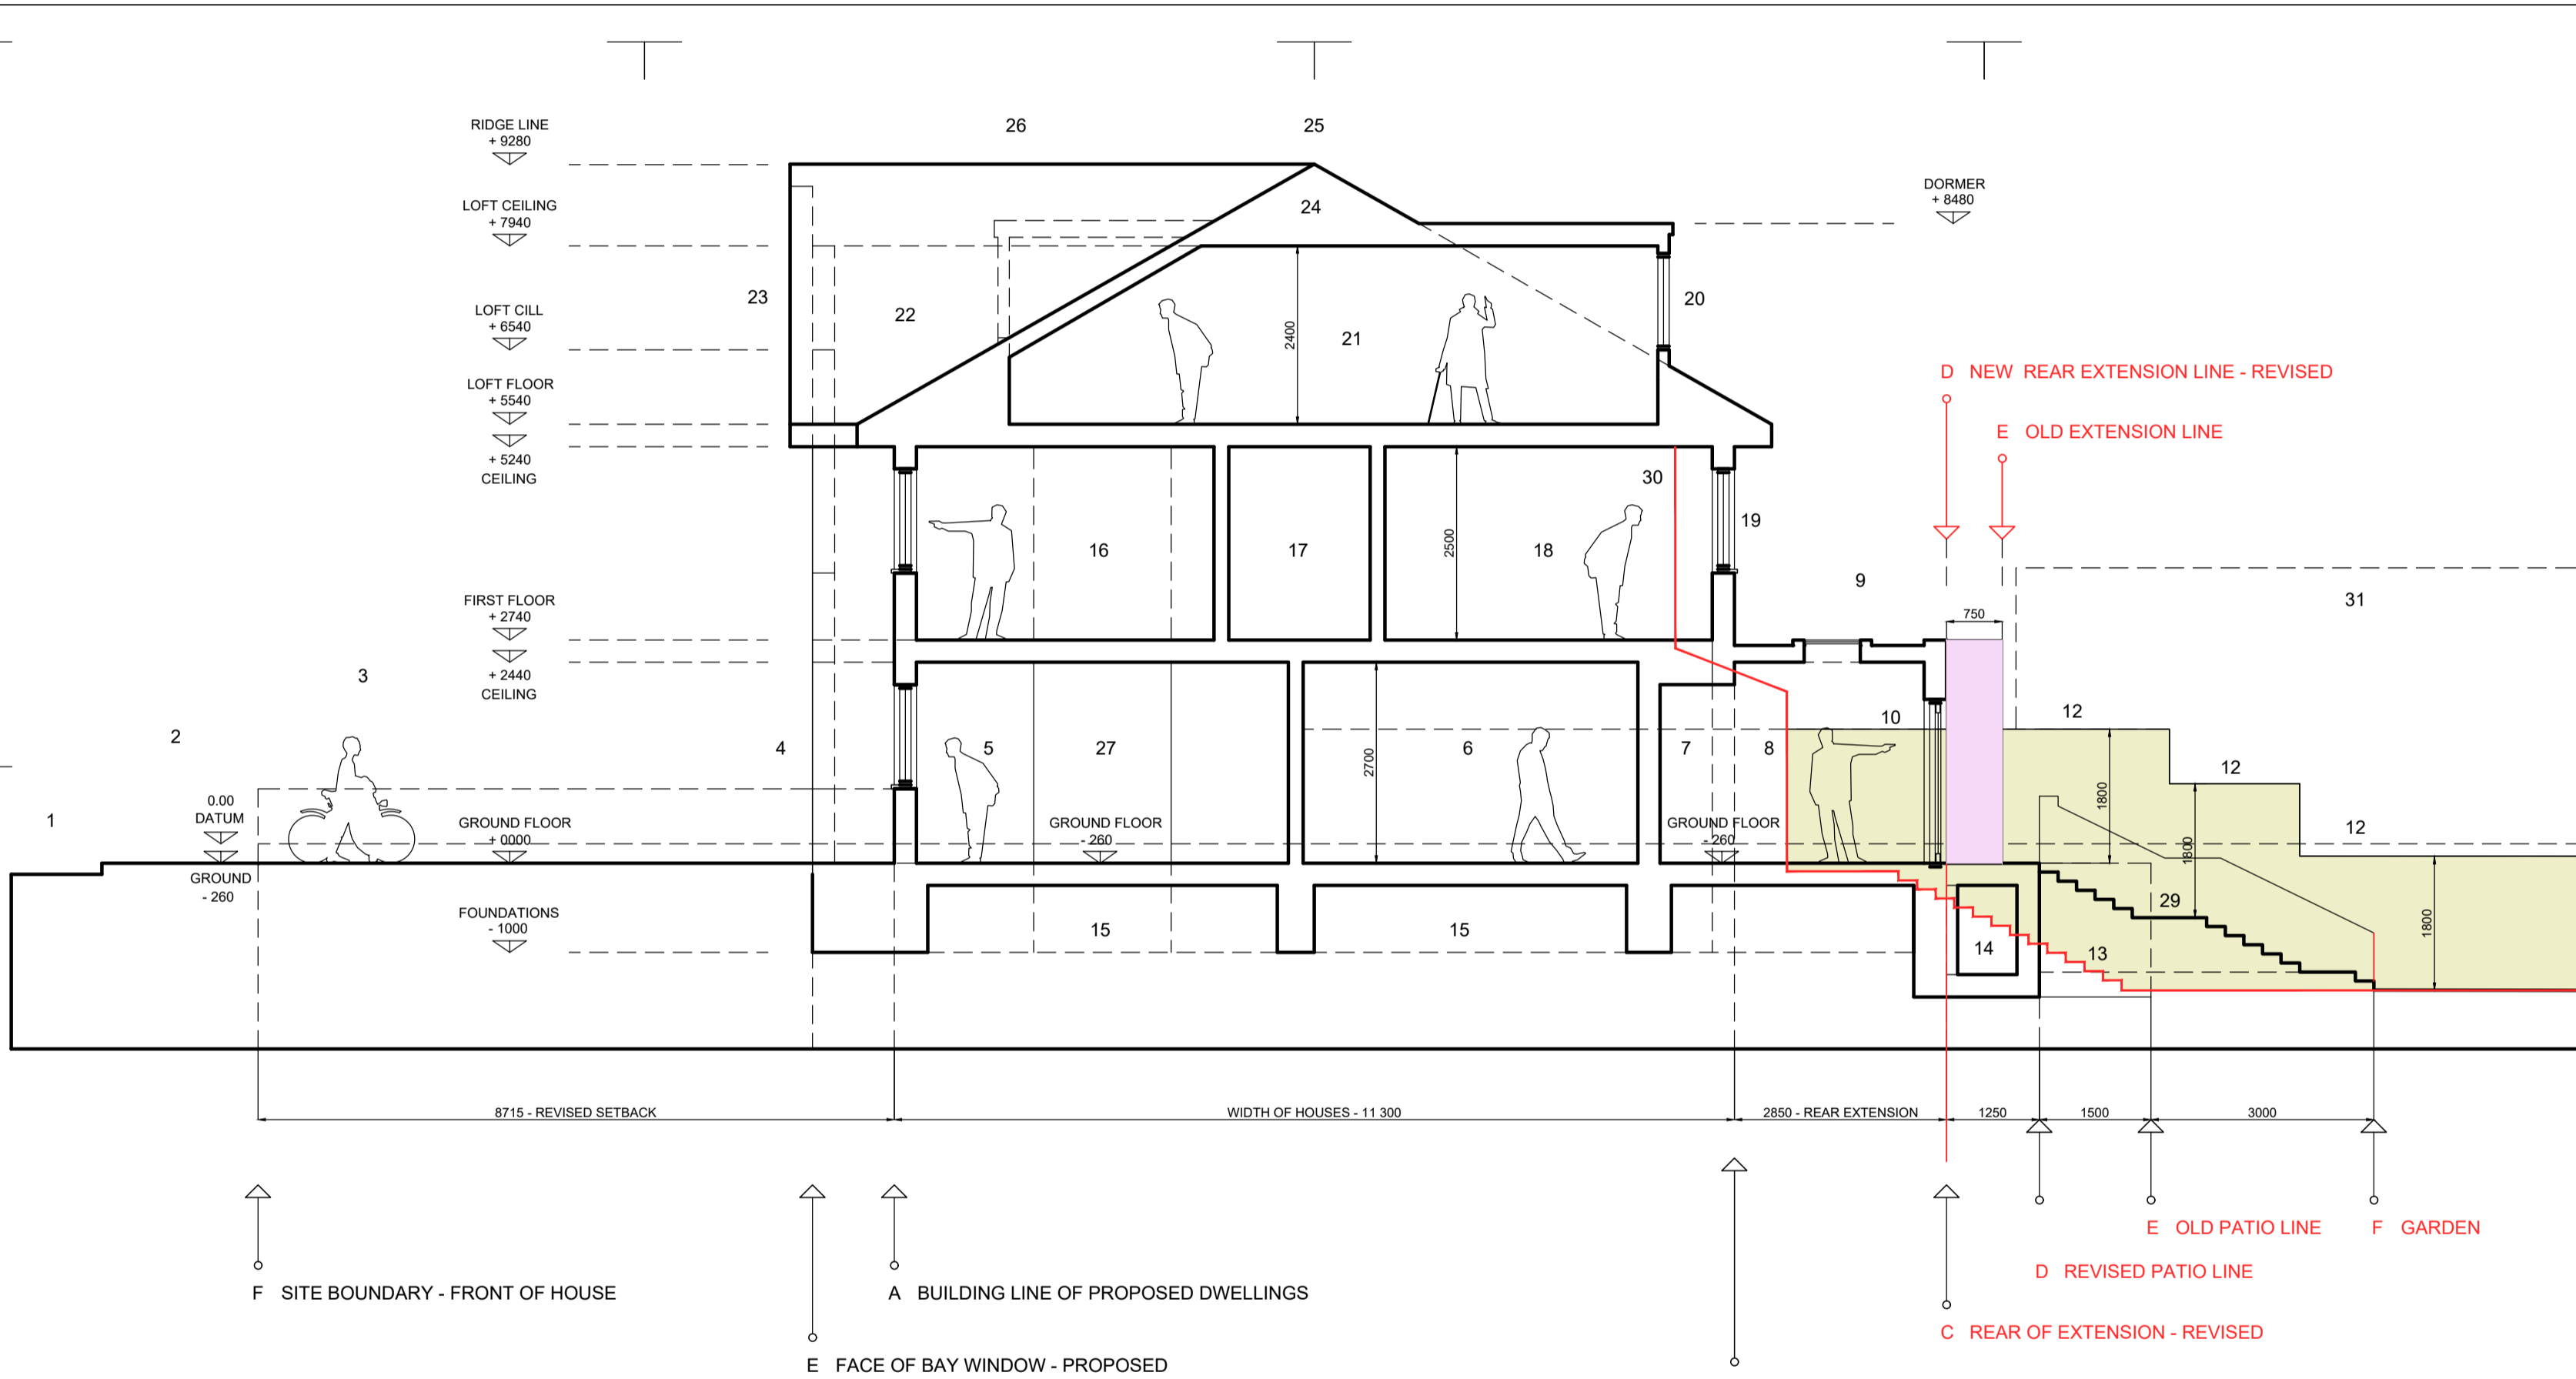 26
25
RIDGE LINE
+ 9280
LOFT CEILING
+ 7940
24
DORMER
+ 8480
23
22
LOFT CILL
+ 6540
2400
21
20
LOFT FLOOR
+ 5540
+ 5240
CEILING
D NEW REAR EXTENSION LINE - REVISED
E OLD EXTENSION LINE
30
19
16
17
2500
18
9
31
FIRST FLOOR
+ 2740
+ 2440
CEILING
750
3
2
4
5
27
2700
6
7
8
10
12
12
12
1800
1800
1800
1
0.00
DATUM
GROUND
- 260
GROUND FLOOR
+ 0000
GROUND FLOOR
- 260
GROUND FLOOR
- 260
FOUNDATIONS
- 1000
15
15
14
13
29
8715 - REVISED SETBACK
WIDTH OF HOUSES - 11 300
2850 - REAR EXTENSION
1250
1500
3000
F SITE BOUNDARY - FRONT OF HOUSE
A BUILDING LINE OF PROPOSED DWELLINGS
E FACE OF BAY WINDOW - PROPOSED
E OLD PATIO LINE
F GARDEN
D REVISED PATIO LINE
C REAR OF EXTENSION - REVISED